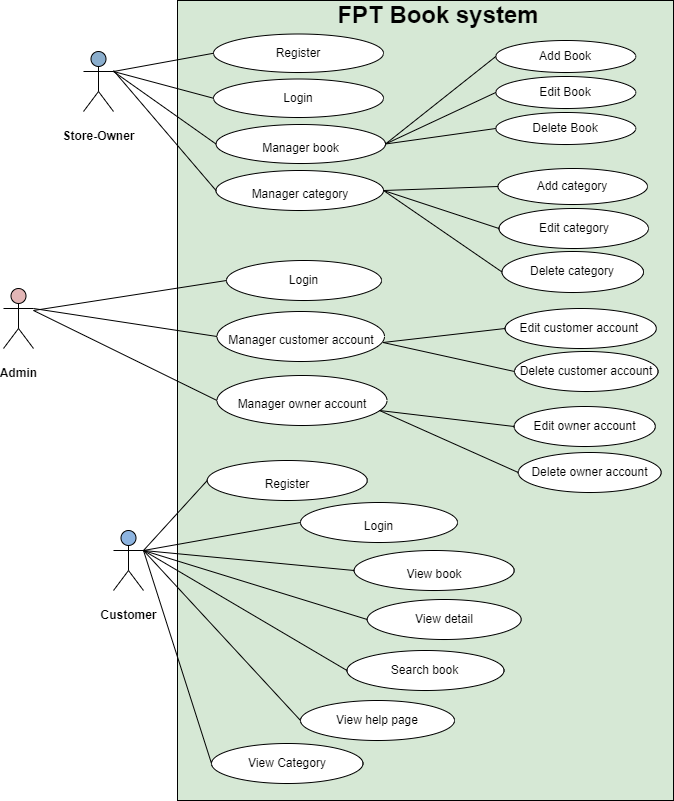 FPT Book system
Register
Login
Manager book
Manager category
Add Book
Edit Book
Delete Book
Add category
Edit category
Delete category
Store-Owner
Login
Manager customer account
Manager owner account
Edit customer account
Delete customer account
Edit owner account
Delete owner account
Admin
Register
Login
View book
View detail
Search book
View help page
View Category
Customer